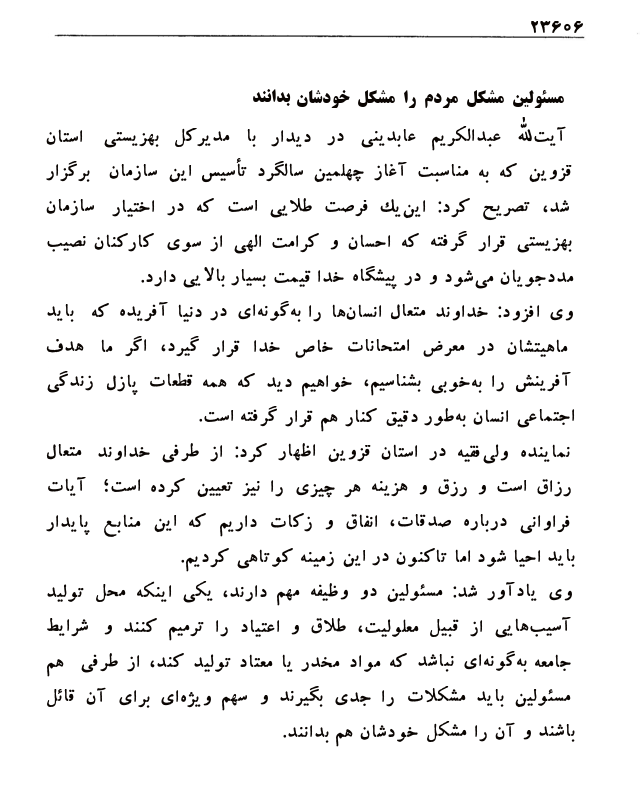 ۲۳۶۰۶
مسئولین مشکل مردم را مشکل خودشان بدانند
آیت‌الله عبدالکریم عابدینی در دیدار با مدیرکل بهزیستی استان
قزوین که به مناسبت آغاز چهلمین سالگرد تأسیس این سازمان برگزار
شد، تصریح کرد: این‌یك فرصت طلایی است که در اختیار سازمان
بهزیستی قرار گرفته که احسان و کرامت الهی از سوی کارکنان نصیب
مددجویان می‌شود و در پیشگاه خدا قیمت بسیار بالایی دارد.
وی افزود: خداوند متعال انسان‌ها را به‌گونه‌ای در دنیا آفریده که باید
ماهیتشان در معرض امتحانات خاص خدا قرار گیرد، اگر ما هدف
آفرینش را به‌خوبی بشناسیم، خواهیم دید که همه قطعات پازل زندگی
اجتماعی انسان به‌طور دقیق کنار هم قرار گرفته است.
نماینده ولی‌فقیه در استان قزوین اظهار کرد: از طرفی خداوند متعال
رزاق است و رزق و هزینه هر چیزی را نیز تعیین کرده است؛ آیات
فراوانی درباره صدقات، انفاق و زکات داریم که این منابع پایدار
باید احیا شود اما تاکنون در این زمینه کوتاهی کردیم.
وی یادآور شد: مسئولین دو وظیفه مهم دارند، یکی اینکه محل تولید
آسیب‌هایی از قبیل معلولیت، طلاق و اعتیاد را ترمیم کنند و شرایط
جامعه به‌گونه‌ای نباشد که مواد مخدر یا معتاد تولید کند، از طرفی هم
مسئولین باید مشکلات را جدی بگیرند و سهم ویژه‌ای برای آن قائل
باشند و آن را مشکل خودشان هم بدانند.